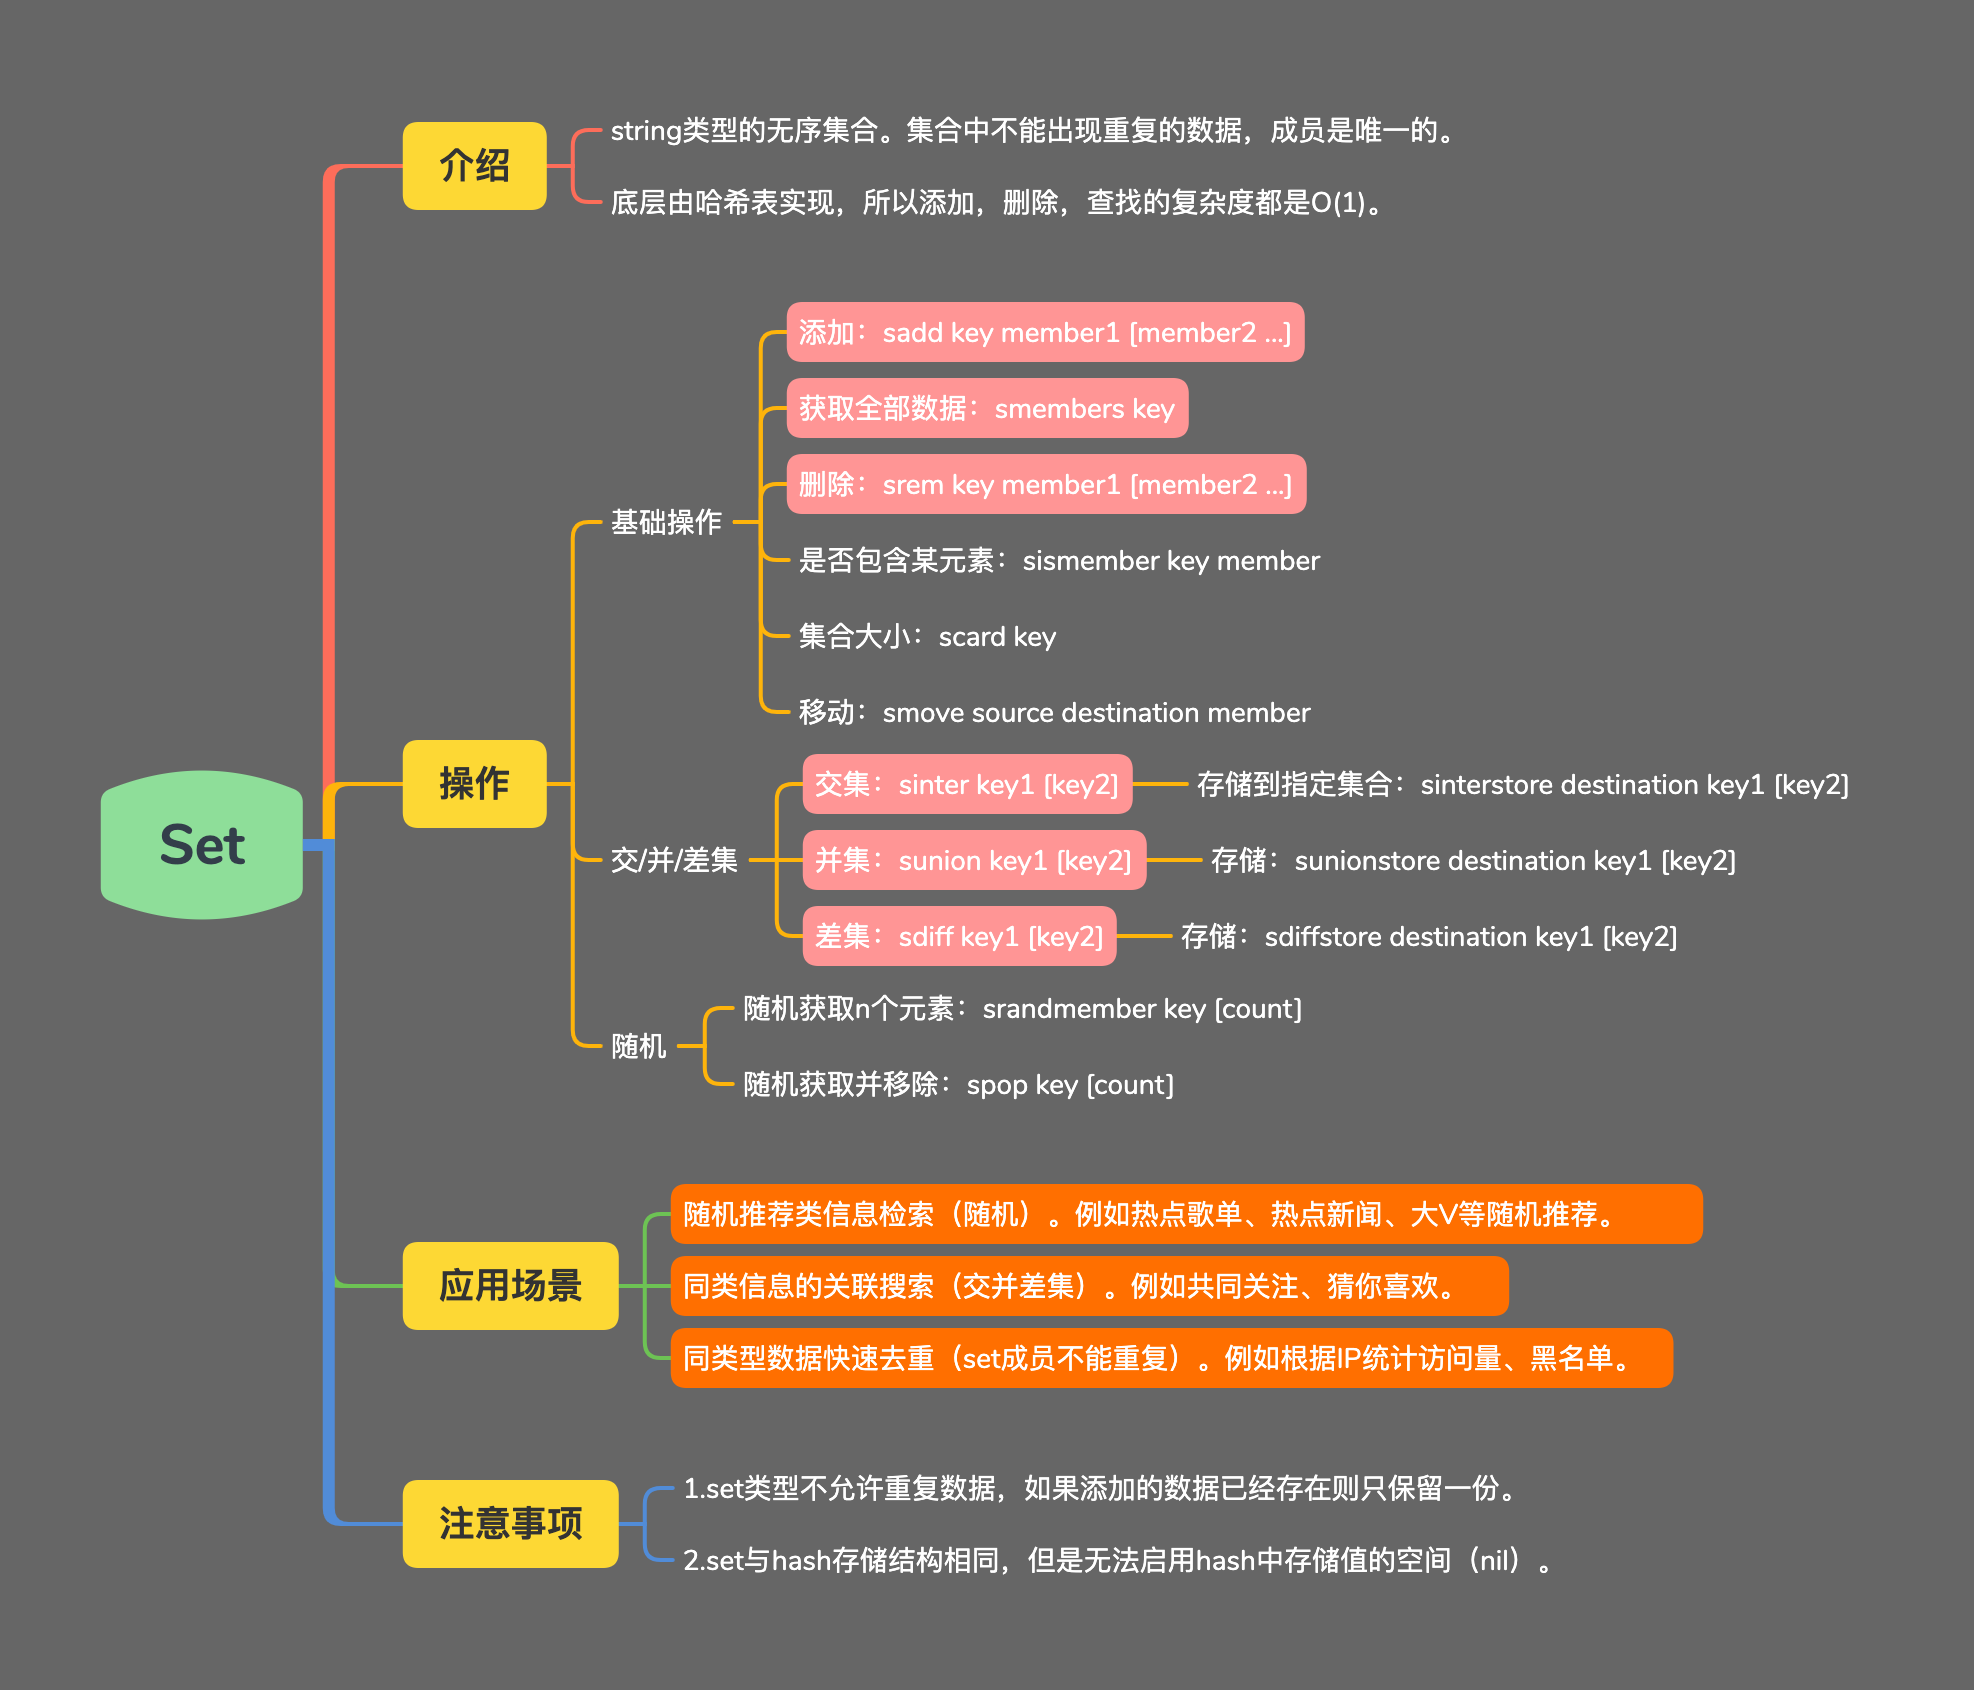 Set
介绍
string类型的无序集合。集合中不能出现重复的数据，成员是唯一的。
底层由哈希表实现，所以添加，删除，查找的复杂度都是O(1)。
操作
基础操作
添加：sadd key member1 [member2 ...]
获取全部数据：smembers key
删除：srem key member1 [member2 ...]
是否包含某元素：sismember key member
集合大小：scard key
移动：smove source destination member
交/并/差集
交集：sinter key1 [key2]
存储到指定集合：sinterstore destination key1 [key2]
并集：sunion key1 [key2]
存储：sunionstore destination key1 [key2]
差集：sdiff key1 [key2]
存储：sdiffstore destination key1 [key2]
随机
随机获取n个元素：srandmember key [count]
随机获取并移除：spop key [count]
应用场景
随机推荐类信息检索（随机）。例如热点歌单、热点新闻、大V等随机推荐。
同类信息的关联搜索（交并差集）。例如共同关注、猜你喜欢。
同类型数据快速去重（set成员不能重复）。例如根据IP统计访问量、黑名单。
注意事项
1.set类型不允许重复数据，如果添加的数据已经存在则只保留一份。
2.set与hash存储结构相同，但是无法启用hash中存储值的空间（nil）。